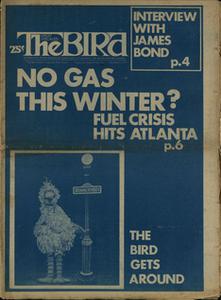 25¢ The BIRd
INTERVIEW
WITH
JAMES
BOND
p.4
NO GAS
THIS WINTER?
FUEL CRISIS
HITS ATLANTA
p.6
THE
BIRD
GETS
AROUND